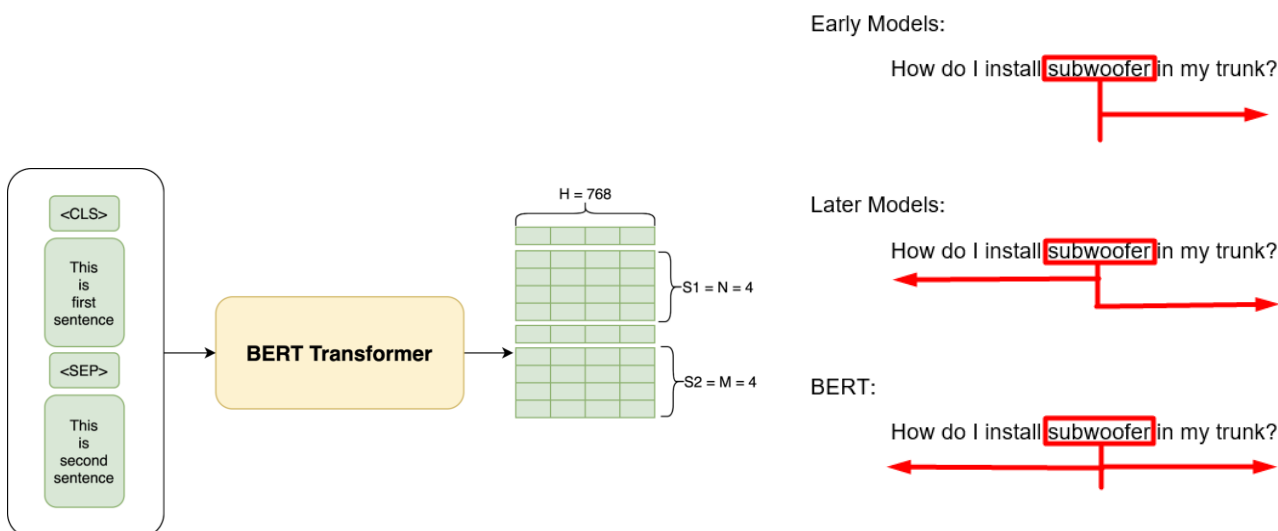 <CLS>
This
is
first
sentence
<SEP>
This
is
second
sentence
BERT Transformer
H = 768
S1 = N = 4
S2 = M = 4
Early Models:
How do I install subwoofer in my trunk?
Later Models:
How do I install subwoofer in my trunk?
BERT:
How do I install subwoofer in my trunk?